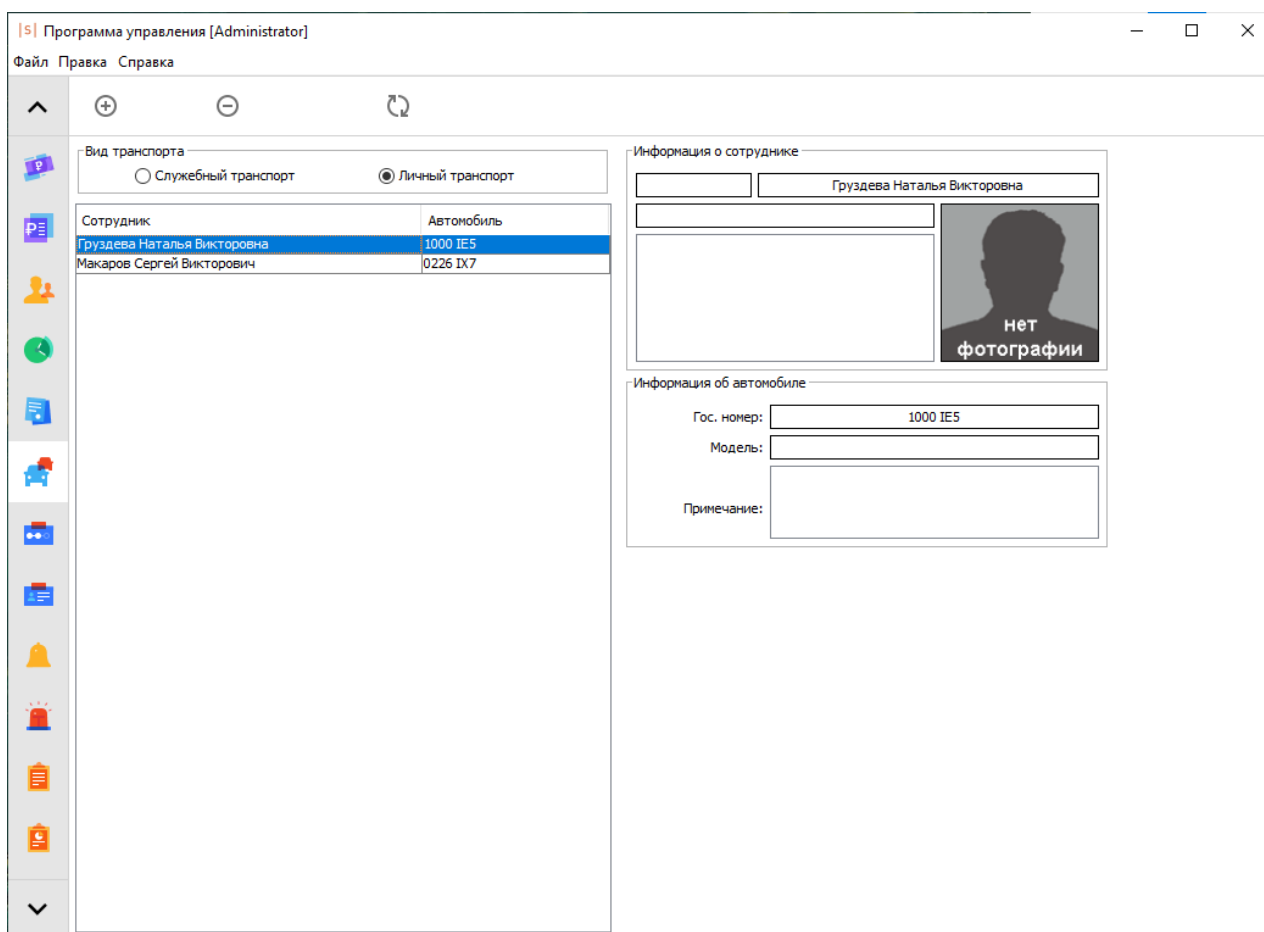 |S| Программа управления [Administrator]
Файл Правка Справка
Вид транспорта
Служебный транспорт Личный транспорт
Сотрудник Автомобиль
Груздева Наталья Викторовна 1000 IE5
Макаров Сергей Викторович 0226 IX7
Информация о сотруднике
Груздева Наталья Викторовна
нет
фотографии
Информация об автомобиле
Гос. номер: 1000 IE5
Модель:
Примечание: